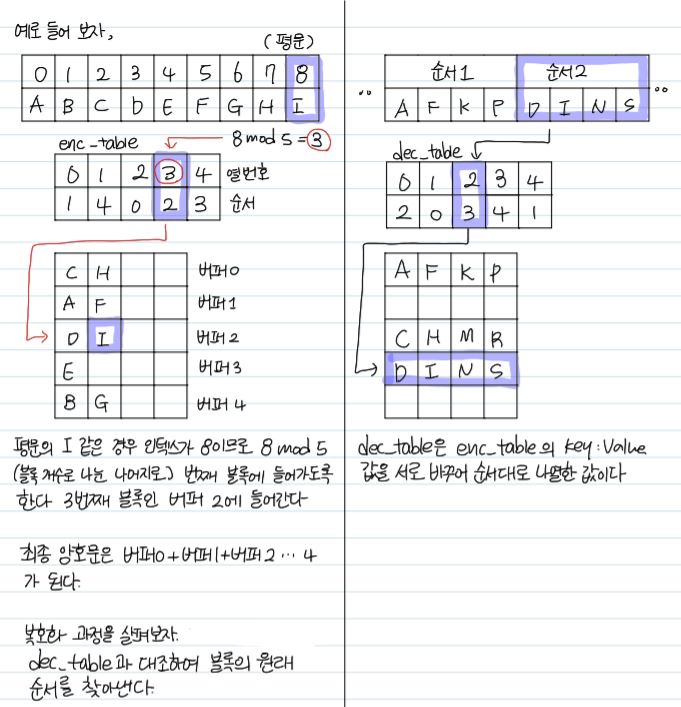 예로 들어 보자,
(평문)
0 1 2 3 4 5 6 7 8
A B C D E F G H I
enc_table
8 mod 5 = 3
0 1 2 3 4 열번호
1 4 0 2 3 순서
C H 버퍼0
A F 버퍼1
D I 버퍼2
E 버퍼3
B G 버퍼4
평문의 I 같은 경우 인덱스가 8이므로 8 mod 5
(블록 개수로 나눈 나머지로) 번째 블록에 들어가도록
한다 3번째 블록인 버퍼 2에 들어간다
최종 암호문은 버퍼0+버퍼1+버퍼2 … 4
가 된다.
복호화 과정을 살펴보자.
dec_table과 대조하여 블록의 원래
순서를 찾아낸다.
순서1 순서2
.. A F K P D I N S ..
dec_table
0 1 2 3 4
2 0 3 4 1
A F K P
C H M R
D I N S
dec_table은 enc_table의 key:value
값을 서로 바꾸어 순서대로 나열한 값이다